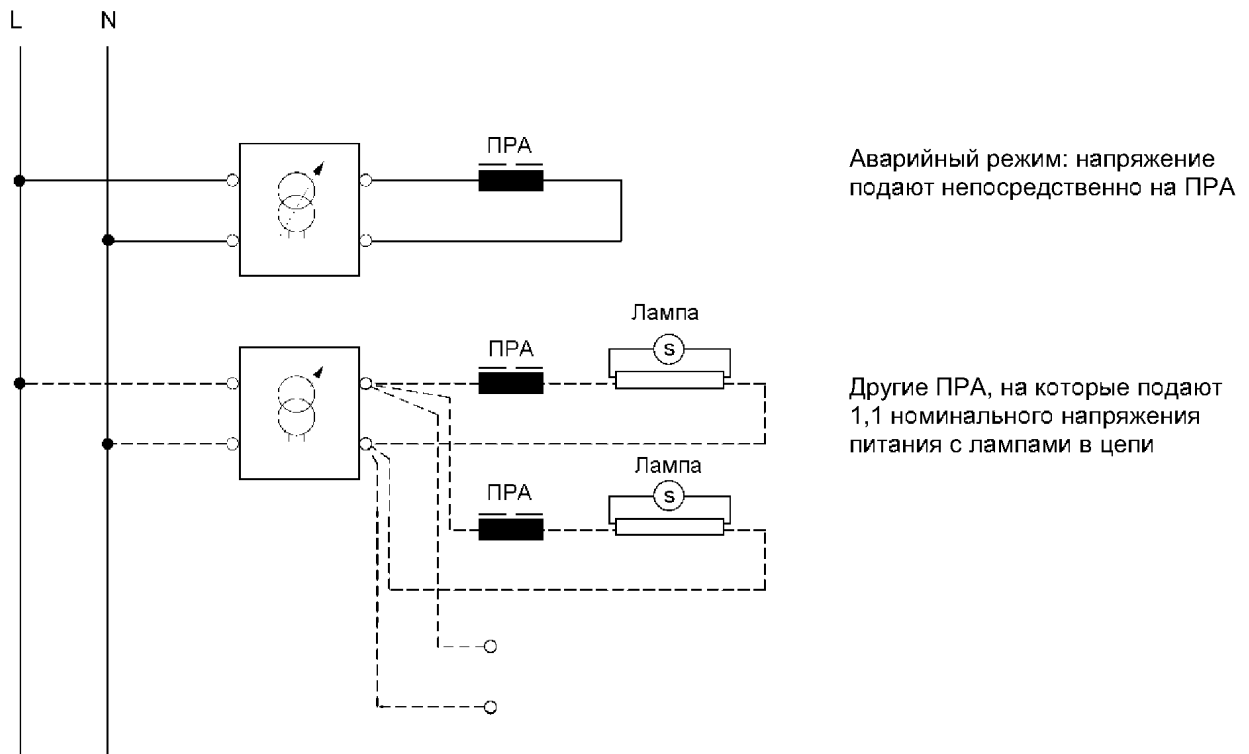 L N
ПРА
Аварийный режим: напряжение
подают непосредственно на ПРА
Лампа
S
ПРА
Другие ПРА, на которые подают
1,1 номинального напряжения
питания с лампами в цепи
Лампа
S
ПРА